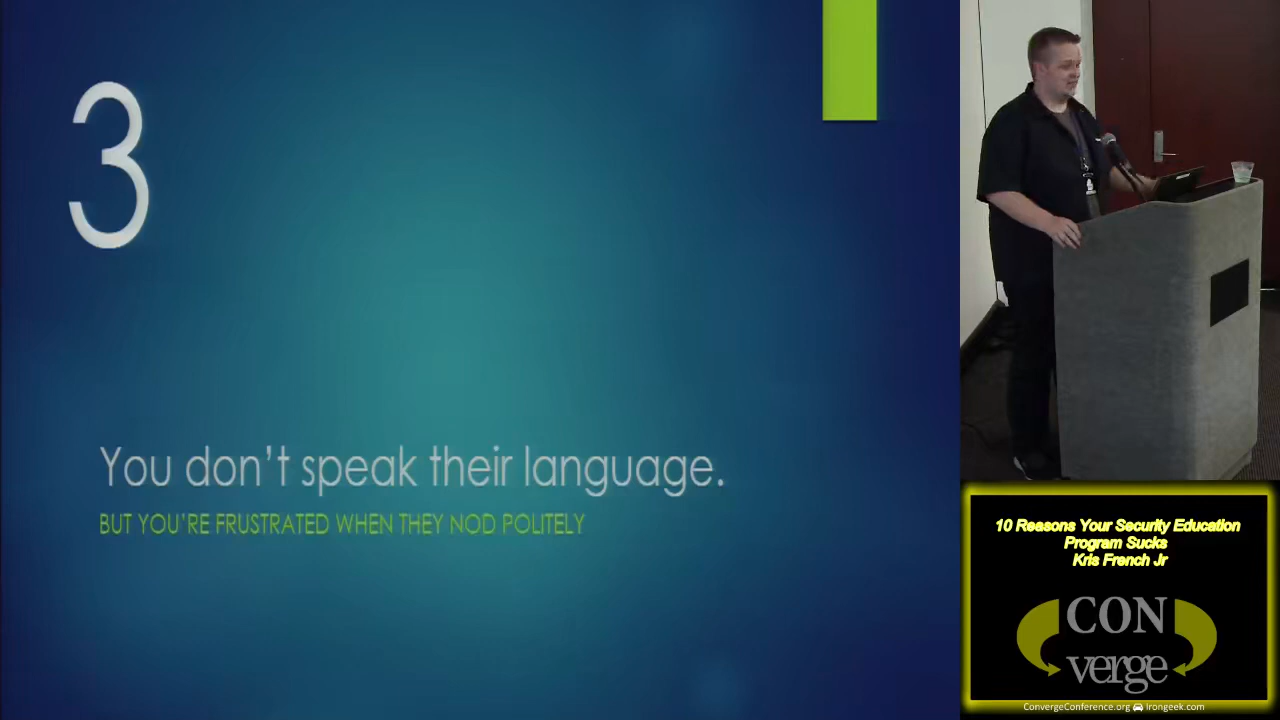 3
You don't speak their language.
BUT YOU'RE FRUSTRATED WHEN THEY NOD POLITELY
10 Reasons Your Security Education
Program Sucks
Kris French Jr
CON
verge
ConvergeConference.org Irongeek.com